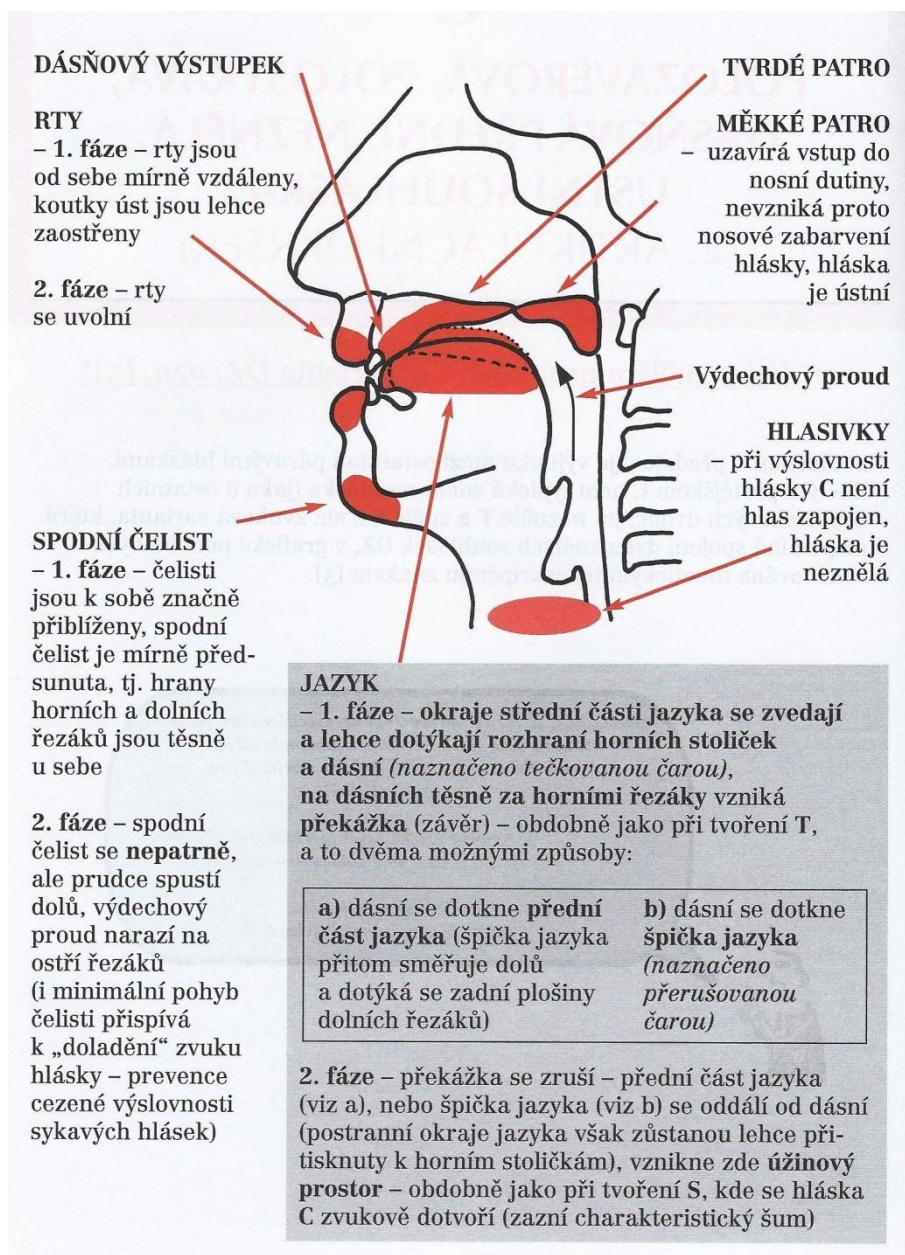 DÁSŇOVÝ VÝSTUPEK
RTY
– 1. fáze – rty jsou
od sebe mírně vzdáleny,
koutky úst jsou lehce
zaostřeny
2. fáze – rty
se uvolní
TVRDÉ PATRO
MĚKKÉ PATRO
– uzavírá vstup do
nosní dutiny,
nevzniká proto
nosové zabarvení
hlásky, hláska
je ústní
Výdechový proud
HLASIVKY
– při výslovnosti
hlásky C není
hlas zapojen,
hláska je
neznělá
SPODNÍ ČELIST
– 1. fáze – čelisti
jsou k sobě značně
přiblíženy, spodní
čelist je mírně před-
sunuta, tj. hrany
horních a dolních
řezáků jsou těsně
u sebe
2. fáze – spodní
čelist se nepatrně,
ale prudce spustí
dolů, výdechový
proud narazí na
ostří řezáků
(i minimální pohyb
čelisti přispívá
k „doladění“ zvuku
hlásky – prevence
cezené výslovnosti
sykavých hlásek)
JAZYK
– 1. fáze – okraje střední části jazyka se zvedají
a lehce dotýkají rozhraní horních stoliček
a dásní (naznačeno tečkovanou čarou),
na dásních těsně za horními řezáky vzniká
překážka (závěr) – obdobně jako při tvoření T,
a to dvěma možnými způsoby:
a) dásní se dotkne přední
část jazyka (špička jazyka
přitom směřuje dolů
a dotýká se zadní plošiny
dolních řezáků)
b) dásní se dotkne
špička jazyka
(naznačeno
přerušovanou
čarou)
2. fáze – překážka se zruší – přední část jazyka
(viz a), nebo špička jazyka (viz b) se oddálí od dásní
(postranní okraje jazyka však zůstanou lehce při-
tisknuty k horním stoličkám), vznikne zde úžinový
prostor – obdobně jako při tvoření S, kde se hláska
C zvukově dotvoří (zazní charakteristický šum)